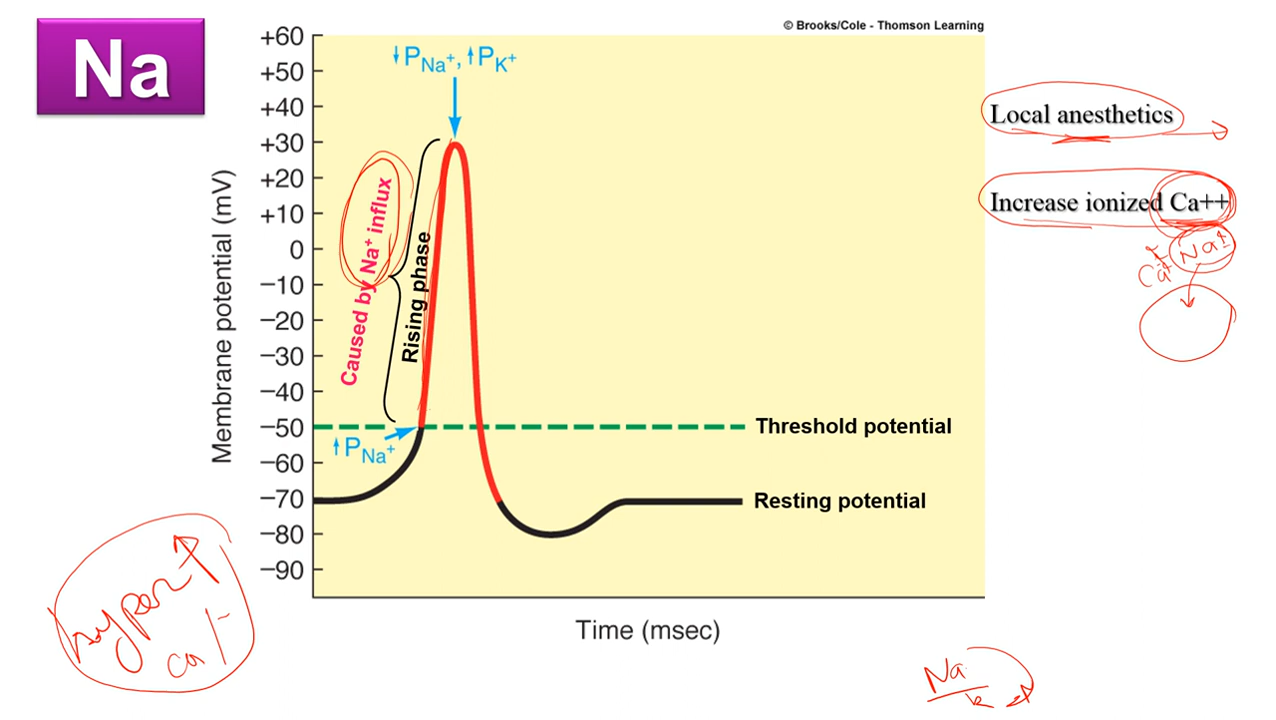 © Brooks/Cole - Thomson Learning
Na
+60
+50
+40
+30
+20
+10
0
−10
−20
−30
−40
−50
−60
−70
−80
−90
Membrane potential (mV)
↓PNa+, ↑PK+
Caused by Na+ influx
Rising phase
↑PNa+
Threshold potential
Resting potential
Time (msec)
Local anesthetics
Increase ionized Ca++
Na+
Ca++
hyper ↑
ca
Na
k